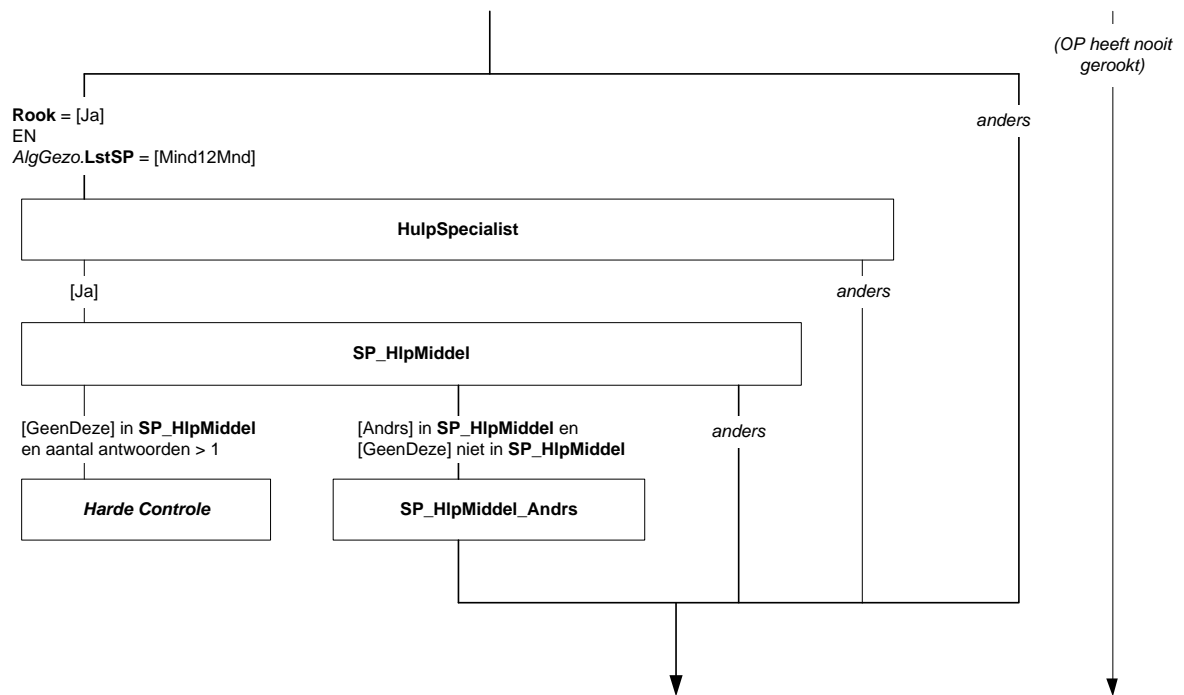 (OP heeft nooit
gerookt)
Rook = [Ja]
EN
AlgGezo.LstSP = [Mind12Mnd]
anders
HulpSpecialist
[Ja]
anders
SP_HlpMiddel
[GeenDeze] in SP_HlpMiddel
en aantal antwoorden > 1
[Andrs] in SP_HlpMiddel en
[GeenDeze] niet in SP_HlpMiddel
anders
Harde Controle
SP_HlpMiddel_Andrs